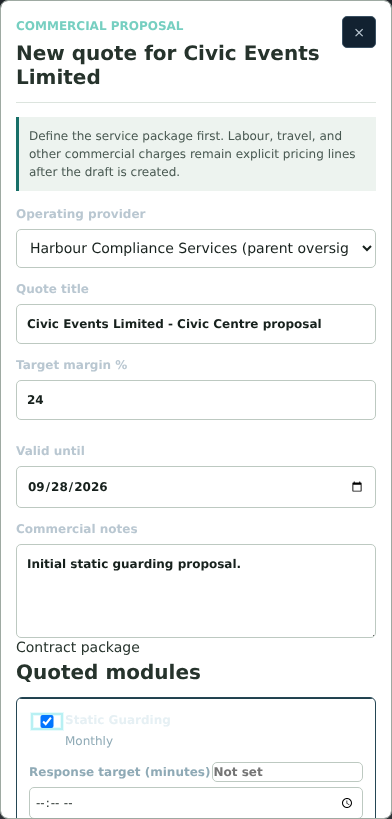 COMMERCIAL PROPOSAL
New quote for Civic Events
Limited
×
Define the service package first. Labour, travel, and
other commercial charges remain explicit pricing lines
after the draft is created.
Operating provider
Harbour Compliance Services (parent oversig
Quote title
Civic Events Limited - Civic Centre proposal
Target margin %
24
Valid until
09/28/2026
Commercial notes
Initial static guarding proposal.
Contract package
Quoted modules
Static Guarding
Monthly
Response target (minutes) Not set
--:-- --